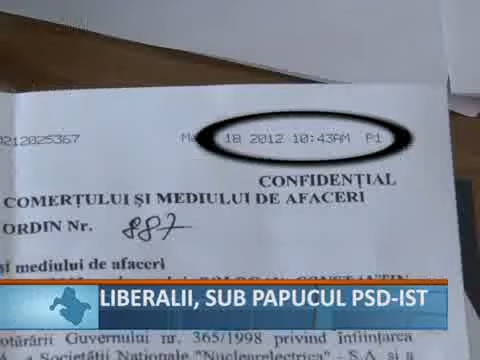 0212025367 18 2012 10:43AM P1
CONFIDENȚIAL
COMERȚULUI ȘI MEDIULUI DE AFACERI
ORDIN Nr. 887
și mediului de afaceri
LIBERALII, SUB PAPUCUL PSD-IST
Guvernului nr. 365/1998 privind înființarea
Societății Naționale "Nuclearelectrica" S.A. și